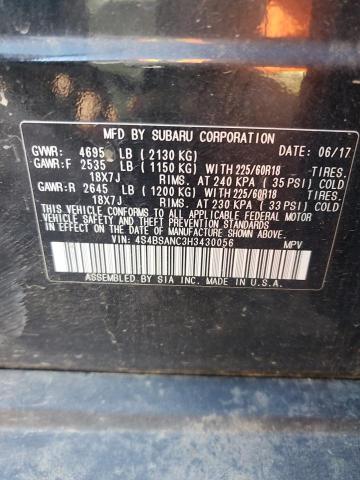 MFD BY SUBARU CORPORATION
GVWR: 4695 LB (2130 KG) DATE: 06/17
GAWR:F 2535 LB (1150 KG) WITH 225/60R18 TIRES.
18X7J RIMS. AT 240 KPA (35 PSI) COLD
GAWR:R 2645 LB (1200 KG) WITH 225/60R18 TIRES.
18X7J RIMS. AT 230 KPA (33 PSI) COLD
THIS VEHICLE CONFORMS TO ALL APPLICABLE FEDERAL MOTOR
VEHICLE SAFETY STANDARDS IN EFFECT ON THE DATE OF
MANUFACTURE SHOWN ABOVE.
VIN: 4S4BSANC3H3430056 MPV
ASSEMBLED BY SIA INC. MADE IN U.S.A.